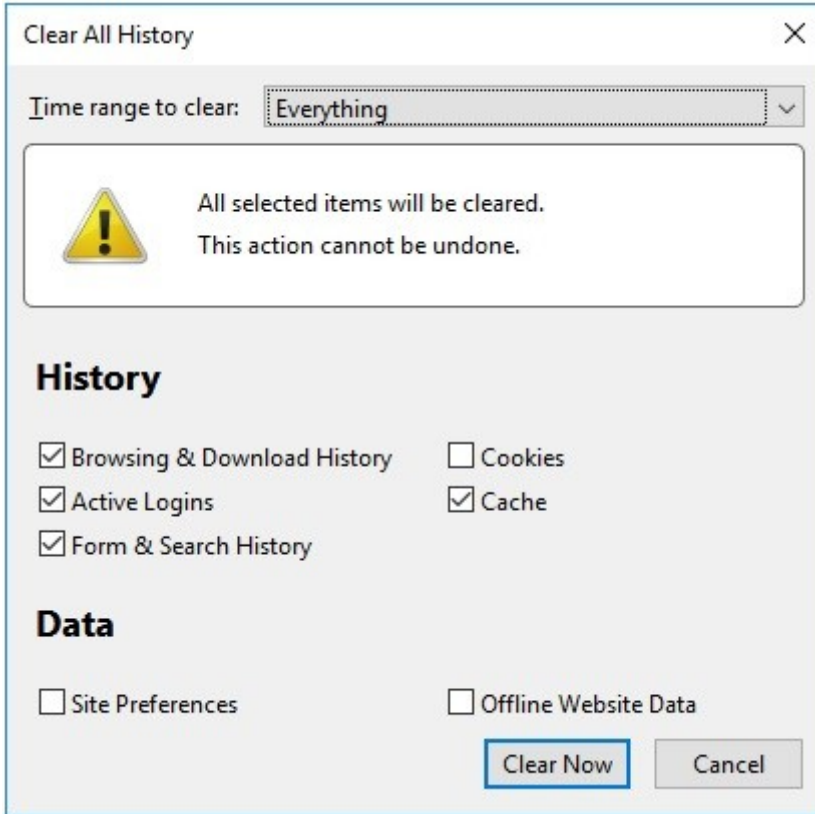 Clear All History
Time range to clear: Everything
All selected items will be cleared.
This action cannot be undone.
History
Browsing & Download History Cookies
Active Logins Cache
Form & Search History
Data
Site Preferences Offline Website Data
Clear Now Cancel